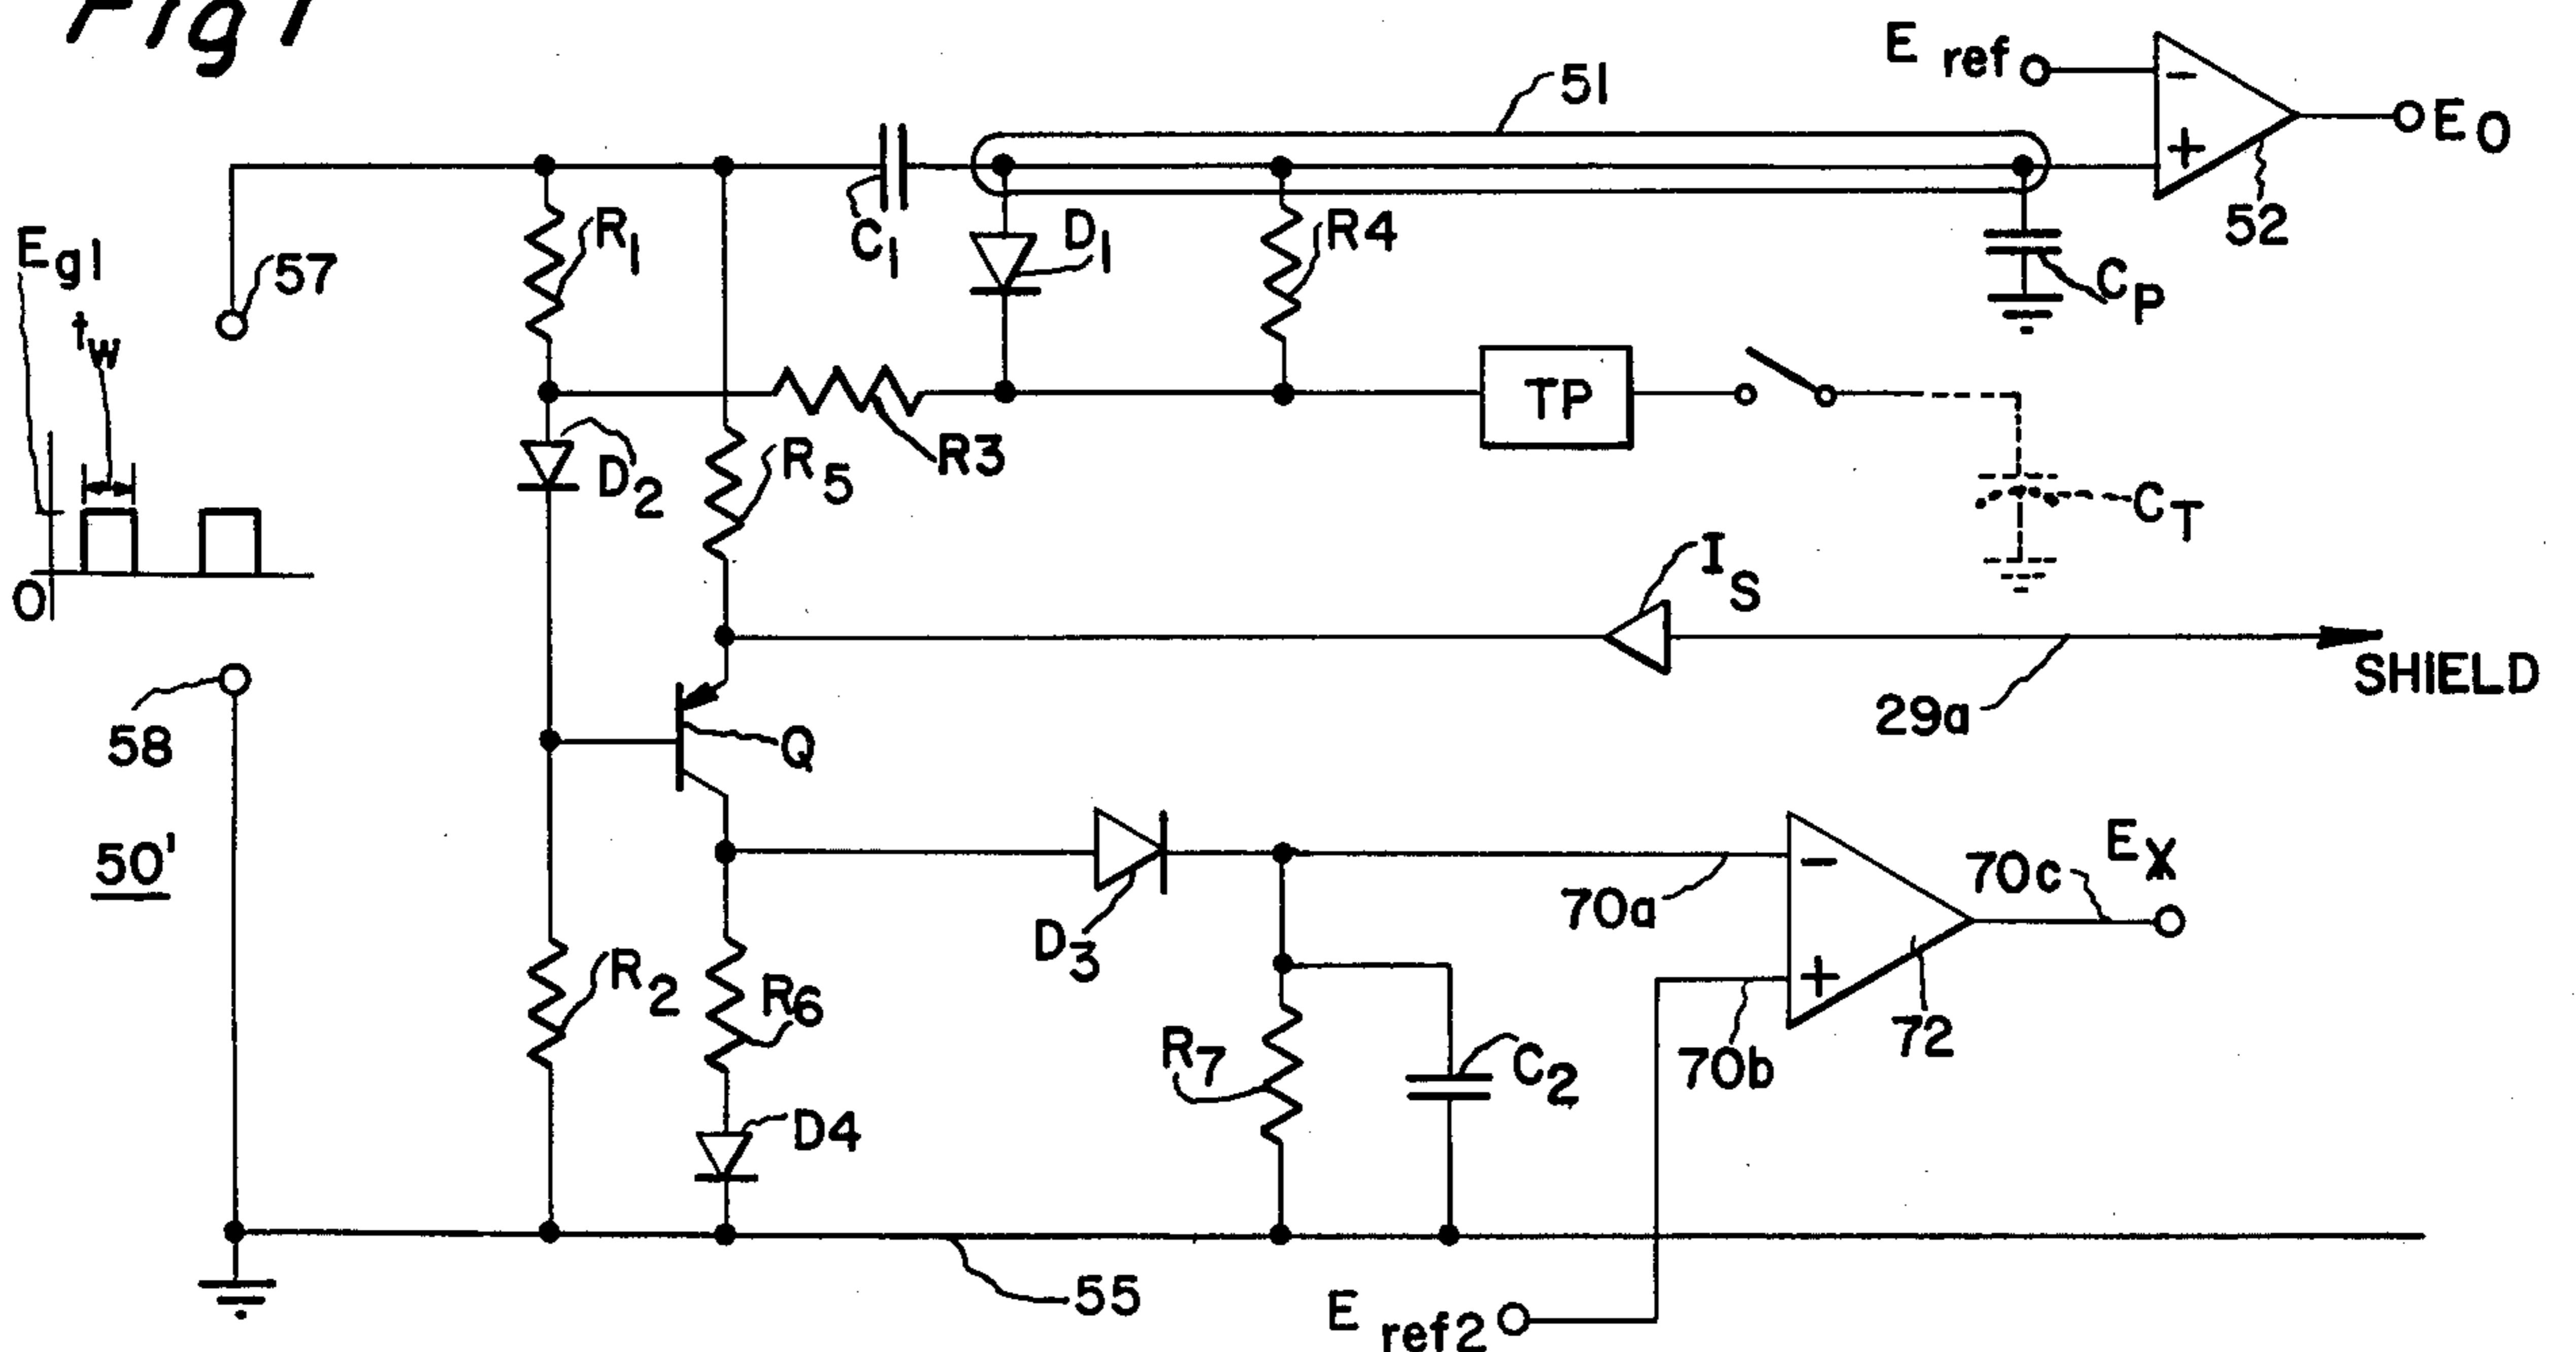 Fig 1
E ref
51
- 
E0
+
52
Eg1
57
R1
C1
D1
R4
CP
tw
TP
R3
D2
R5
CT
0
IS
SHIELD
29a
58
Q
50'
EX
-
70c
70a
D3
+
R2
R6
72
R7
C2
70b
D4
55
E ref2